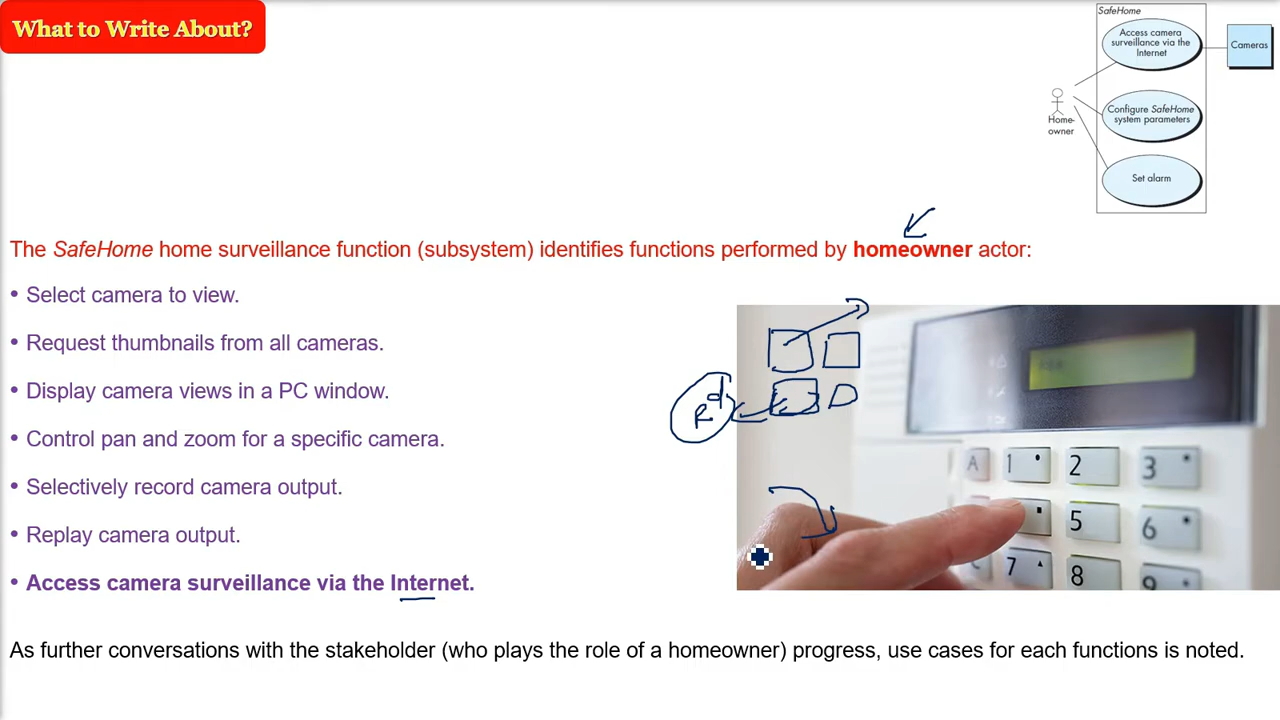 What to Write About?
SafeHome
Access camera
surveillance via the
Internet
Cameras
Configure SafeHome
system parameters
Home-
owner
Set alarm
The SafeHome home surveillance function (subsystem) identifies functions performed by homeowner actor:
• Select camera to view.
• Request thumbnails from all cameras.
• Display camera views in a PC window.
• Control pan and zoom for a specific camera.
• Selectively record camera output.
• Replay camera output.
• Access camera surveillance via the Internet.
A 1 2 3
5 6
7 8 9
As further conversations with the stakeholder (who plays the role of a homeowner) progress, use cases for each functions is noted.